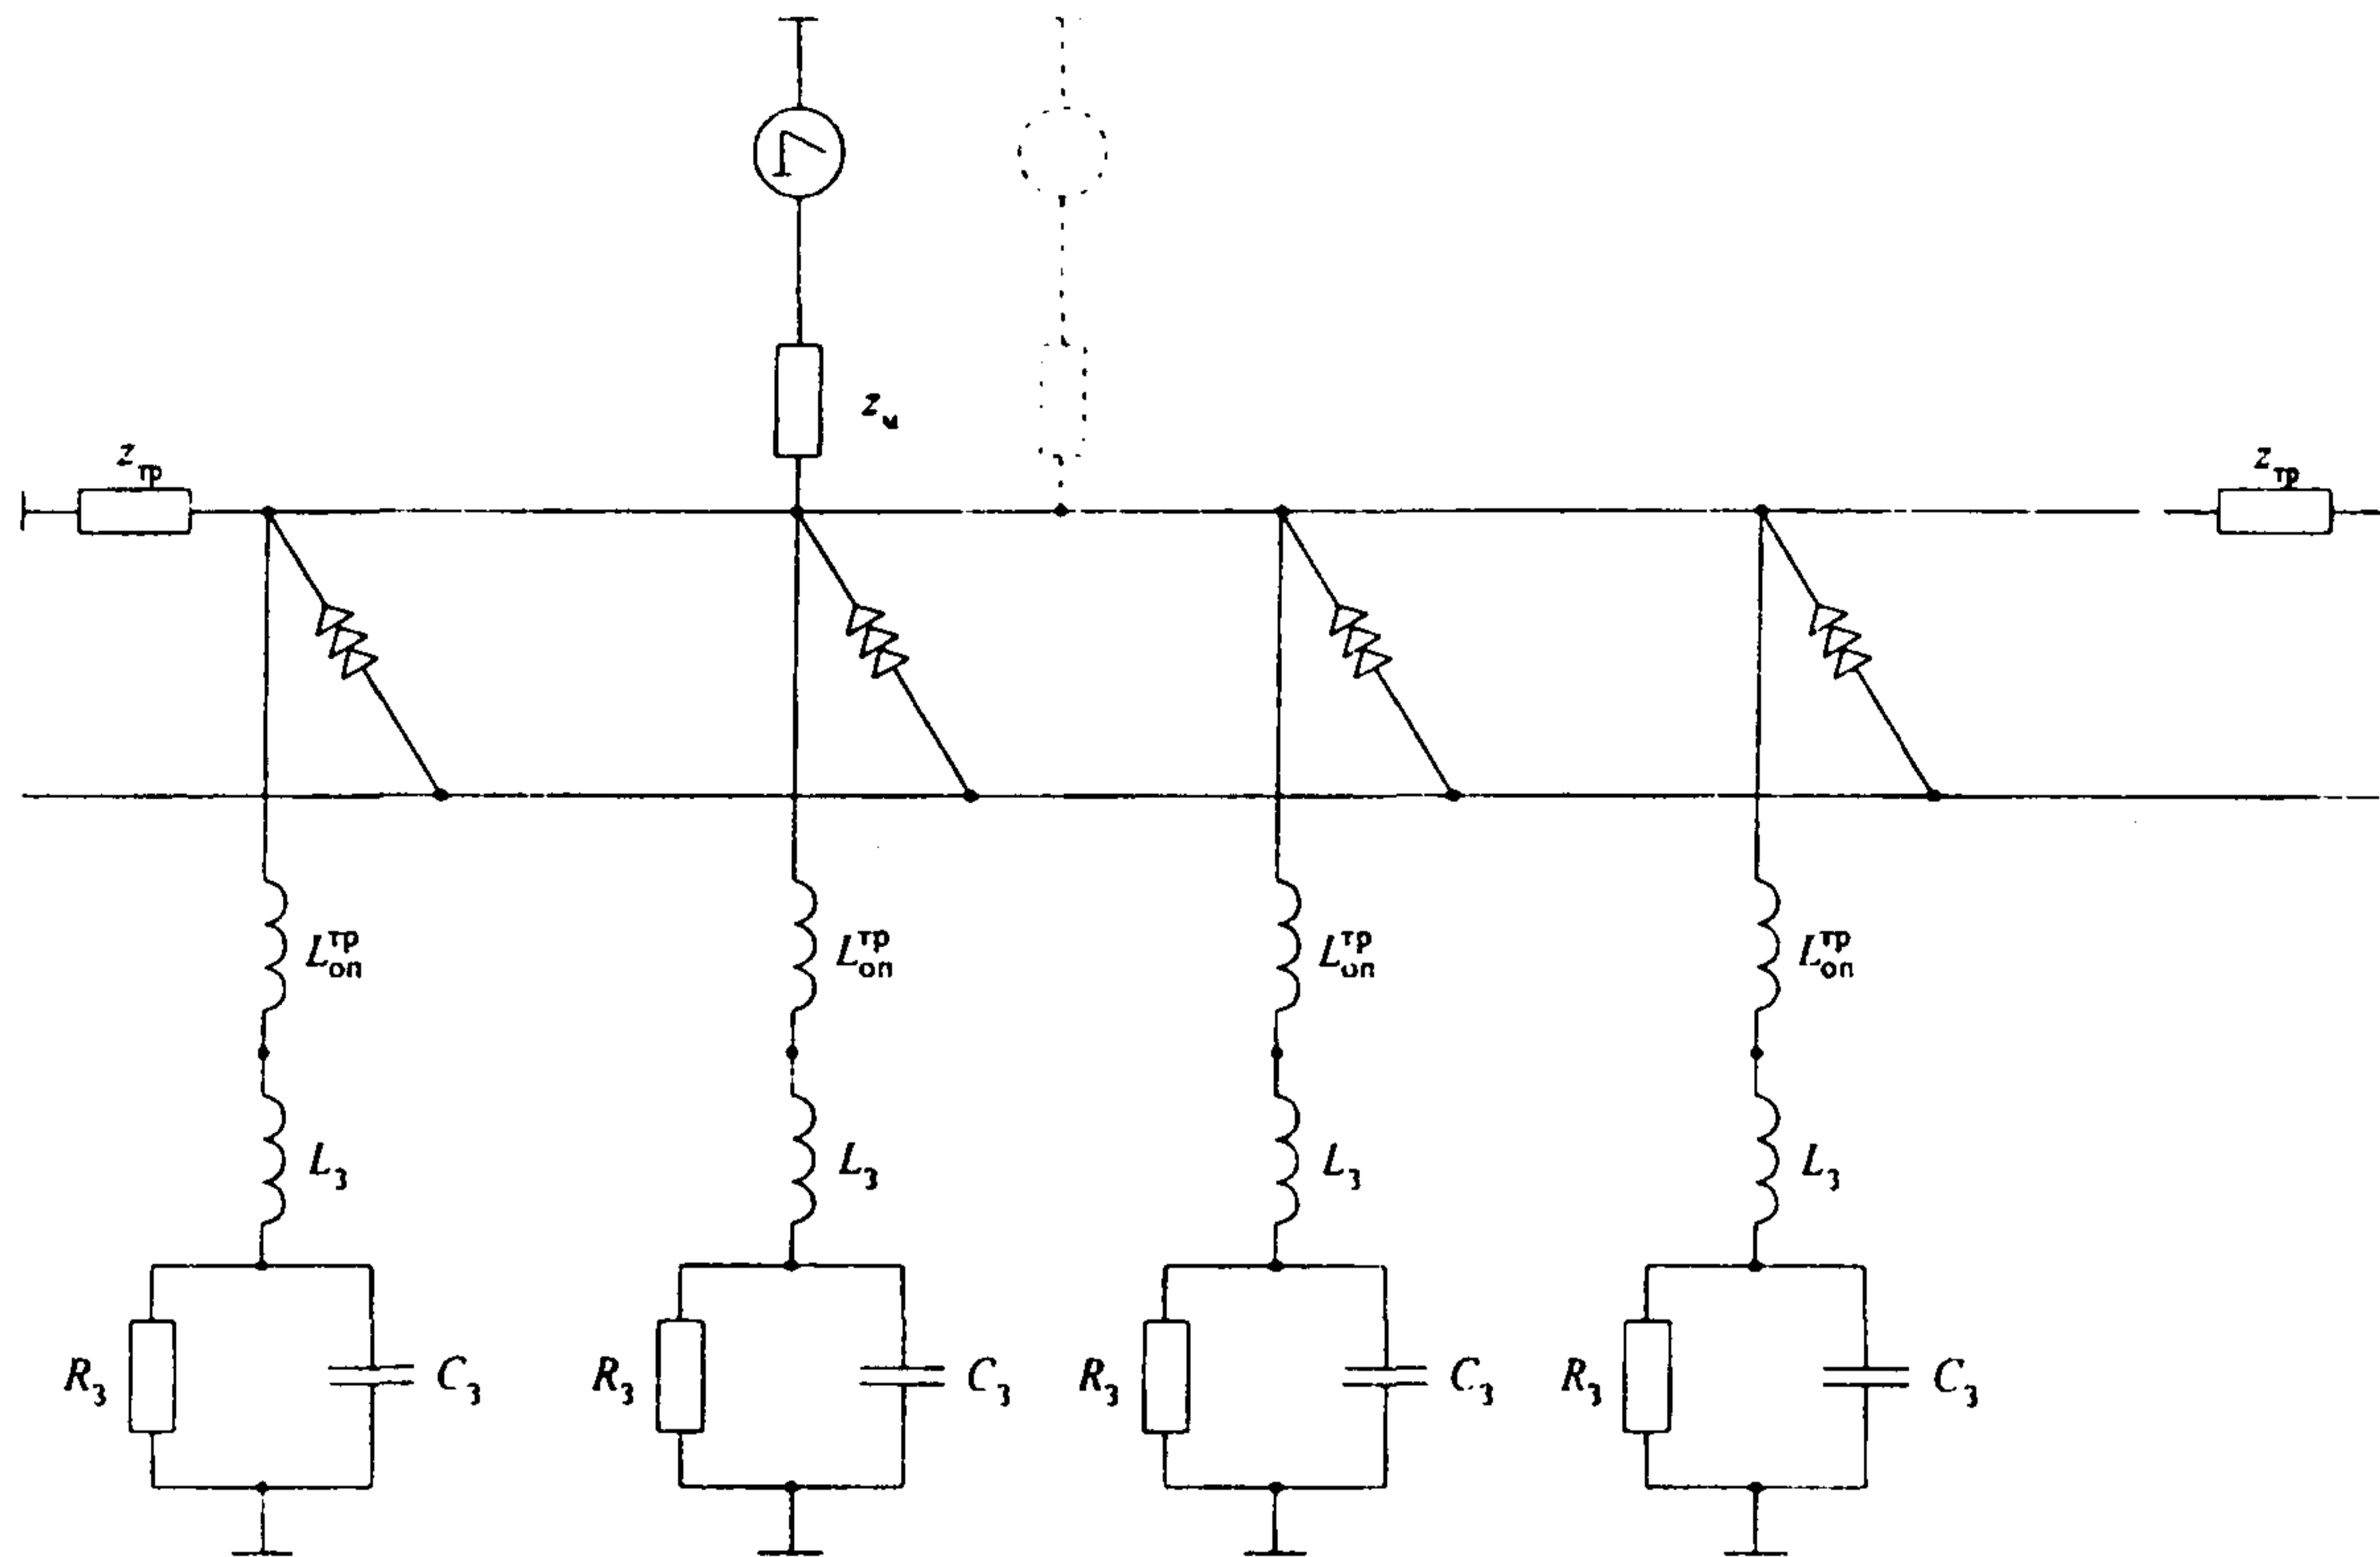 z_м
z_тр
z_тр
L_оп^тр
L_оп^тр
L_оп^тр
L_оп^тр
L_з
L_з
L_з
L_з
R_з
C_з
R_з
C_з
R_з
C_з
R_з
C_з